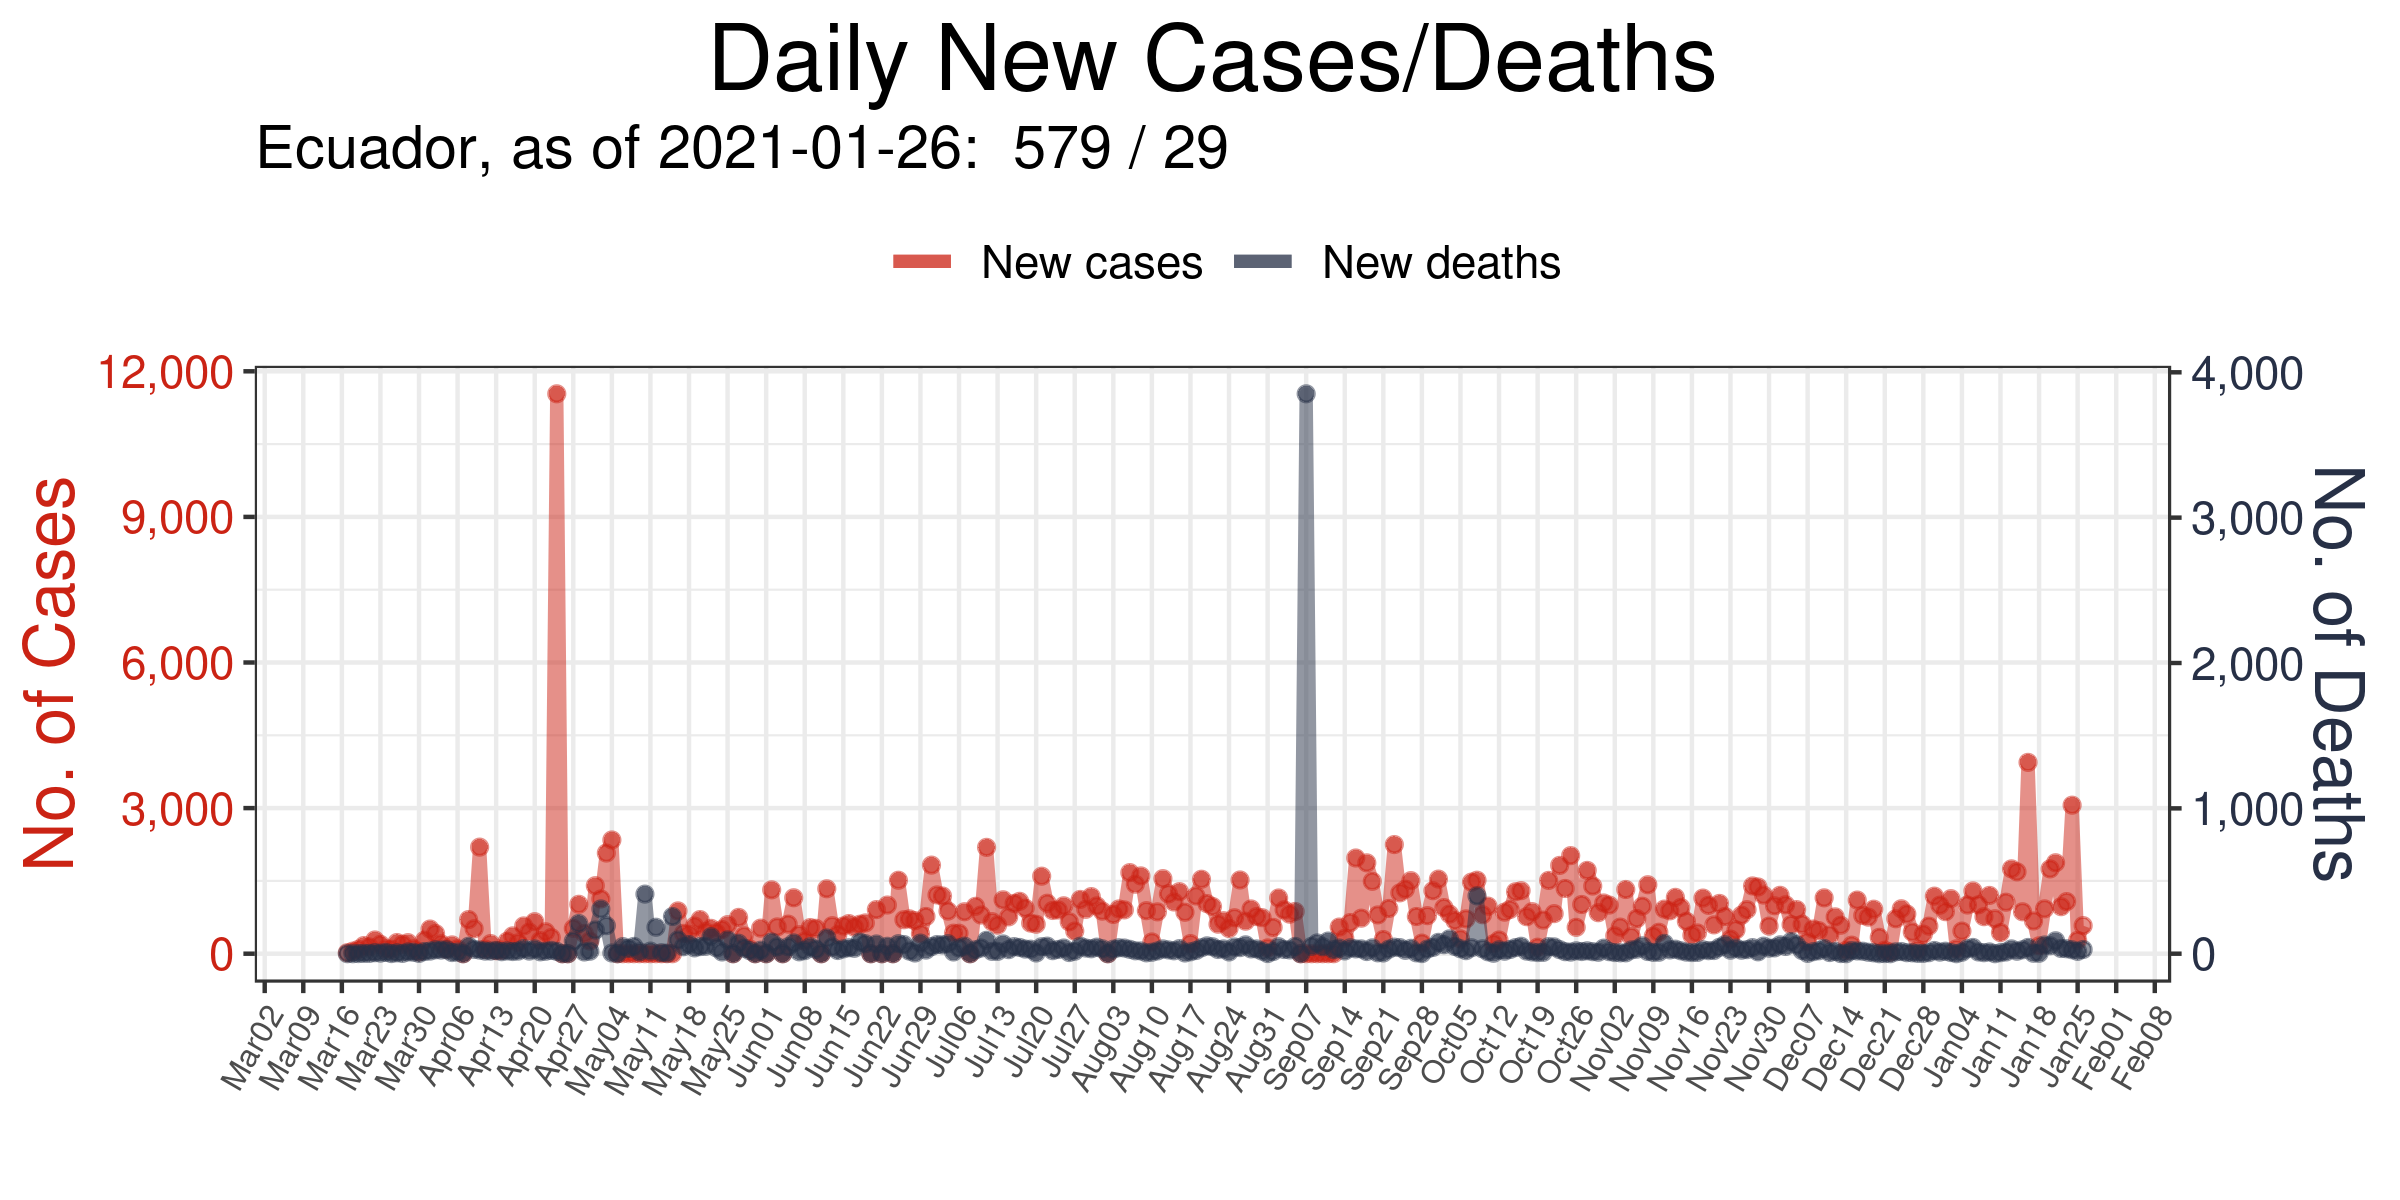 Daily New Cases/Deaths
Ecuador, as of 2021-01-26:  579 / 29
New cases
New deaths
No. of Cases
12,000
9,000
6,000
3,000
0
4,000
3,000
2,000
1,000
0
No. of Deaths
Mar02
Mar09
Mar16
Mar23
Mar30
Apr06
Apr13
Apr20
Apr27
May04
May11
May18
May25
Jun01
Jun08
Jun15
Jun22
Jun29
Jul06
Jul13
Jul20
Jul27
Aug03
Aug10
Aug17
Aug24
Aug31
Sep07
Sep14
Sep21
Sep28
Oct05
Oct12
Oct19
Oct26
Nov02
Nov09
Nov16
Nov23
Nov30
Dec07
Dec14
Dec21
Dec28
Jan04
Jan11
Jan18
Jan25
Feb01
Feb08